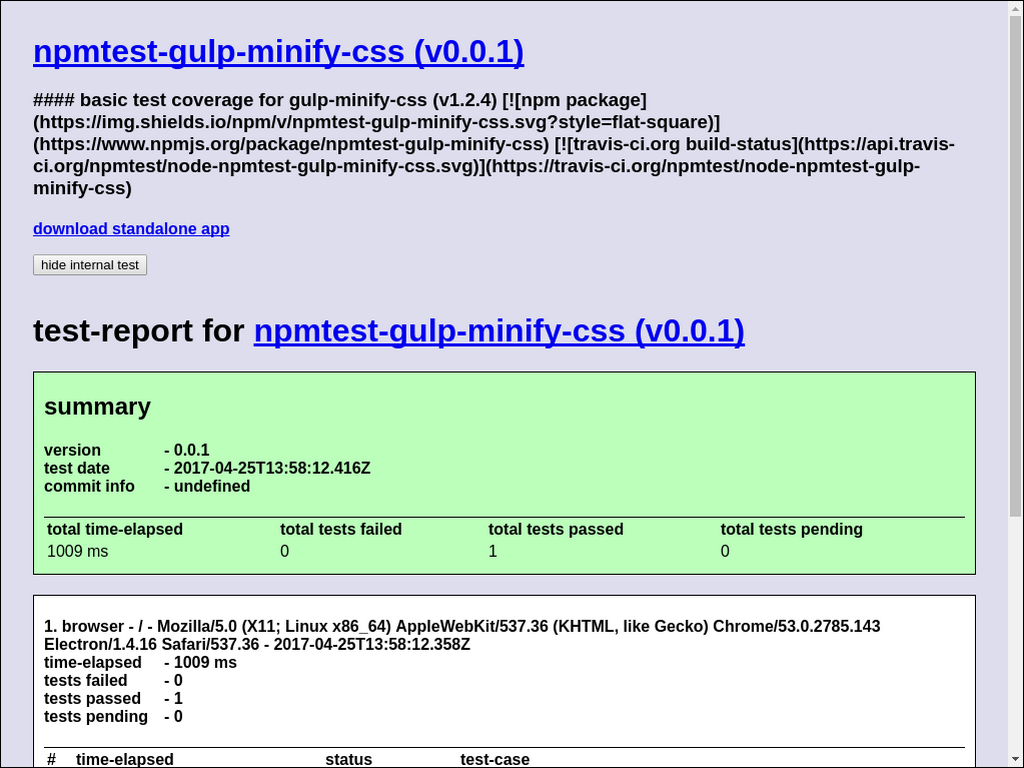 npmtest-gulp-minify-css (v0.0.1)
#### basic test coverage for gulp-minify-css (v1.2.4) [![npm package]
(https://img.shields.io/npm/v/npmtest-gulp-minify-css.svg?style=flat-square)]
(https://www.npmjs.org/package/npmtest-gulp-minify-css) [![travis-ci.org build-status](https://api.travis-
ci.org/npmtest/node-npmtest-gulp-minify-css.svg)](https://travis-ci.org/npmtest/node-npmtest-gulp-
minify-css)
download standalone app
hide internal test
test-report for npmtest-gulp-minify-css (v0.0.1)
summary
version - 0.0.1
test date - 2017-04-25T13:58:12.416Z
commit info - undefined
total time-elapsed total tests failed total tests passed total tests pending
1009 ms 0 1 0
1. browser - / - Mozilla/5.0 (X11; Linux x86_64) AppleWebKit/537.36 (KHTML, like Gecko) Chrome/53.0.2785.143
Electron/1.4.16 Safari/537.36 - 2017-04-25T13:58:12.358Z
time-elapsed - 1009 ms
tests failed - 0
tests passed - 1
tests pending - 0
# time-elapsed status test-case